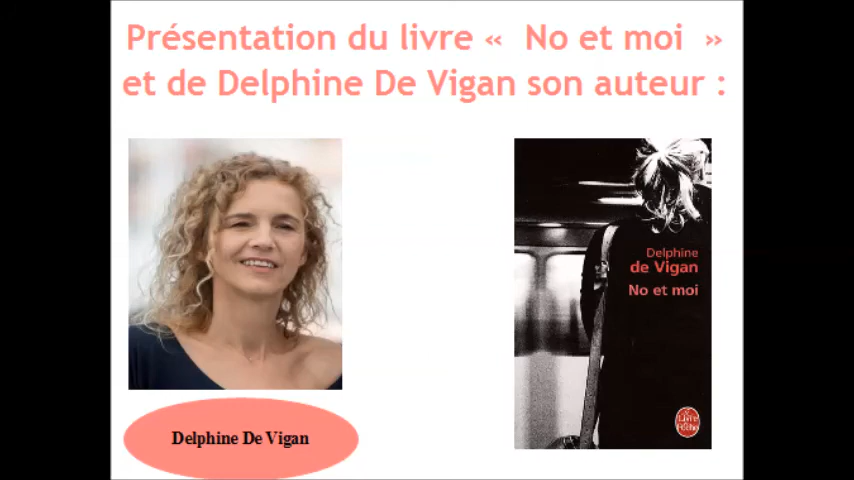 Présentation du livre «  No et moi  »
et de Delphine De Vigan son auteur :
Delphine
de Vigan
No et moi
Le Livre
de Poche
Delphine De Vigan